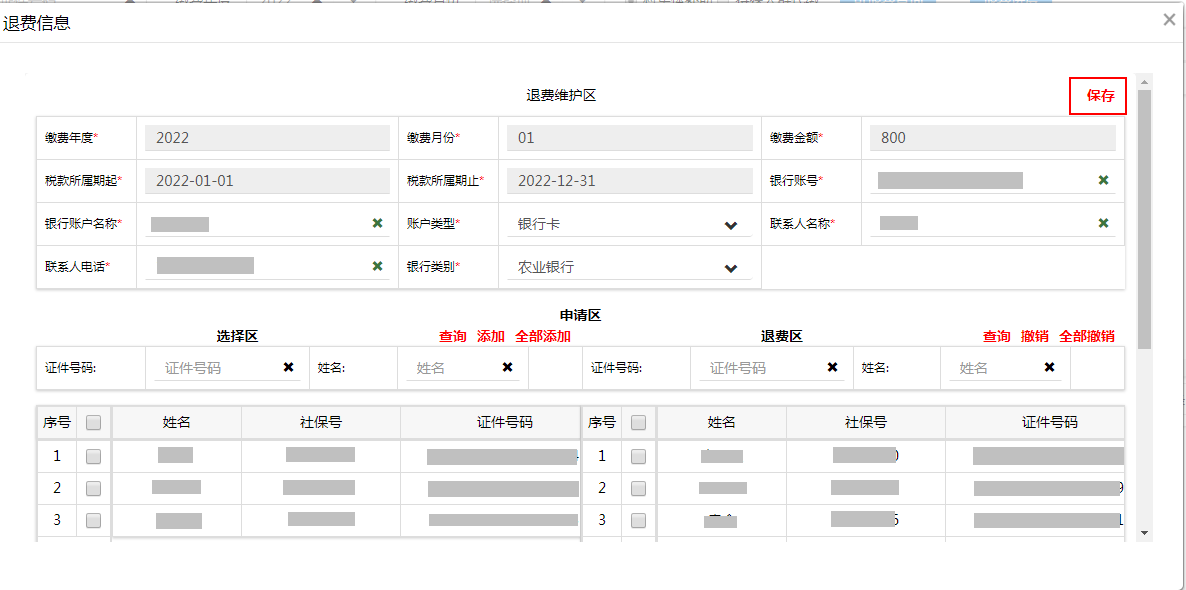 退费信息
退费维护区
保存
缴费年度* 2022 缴费月份* 01 缴费金额* 800
税款所属期起* 2022-01-01 税款所属期止* 2022-12-31 银行账号*
银行账户名称* 账户类型* 银行卡 联系人名称*
联系人电话* 银行类别* 农业银行
申请区
选择区 查询 添加 全部添加 退费区 查询 撤销 全部撤销
证件号码: 证件号码 姓名: 姓名 证件号码: 证件号码 姓名: 姓名
序号 姓名 社保号 证件号码 序号 姓名 社保号 证件号码
1 1
2 2 9
3 3 1